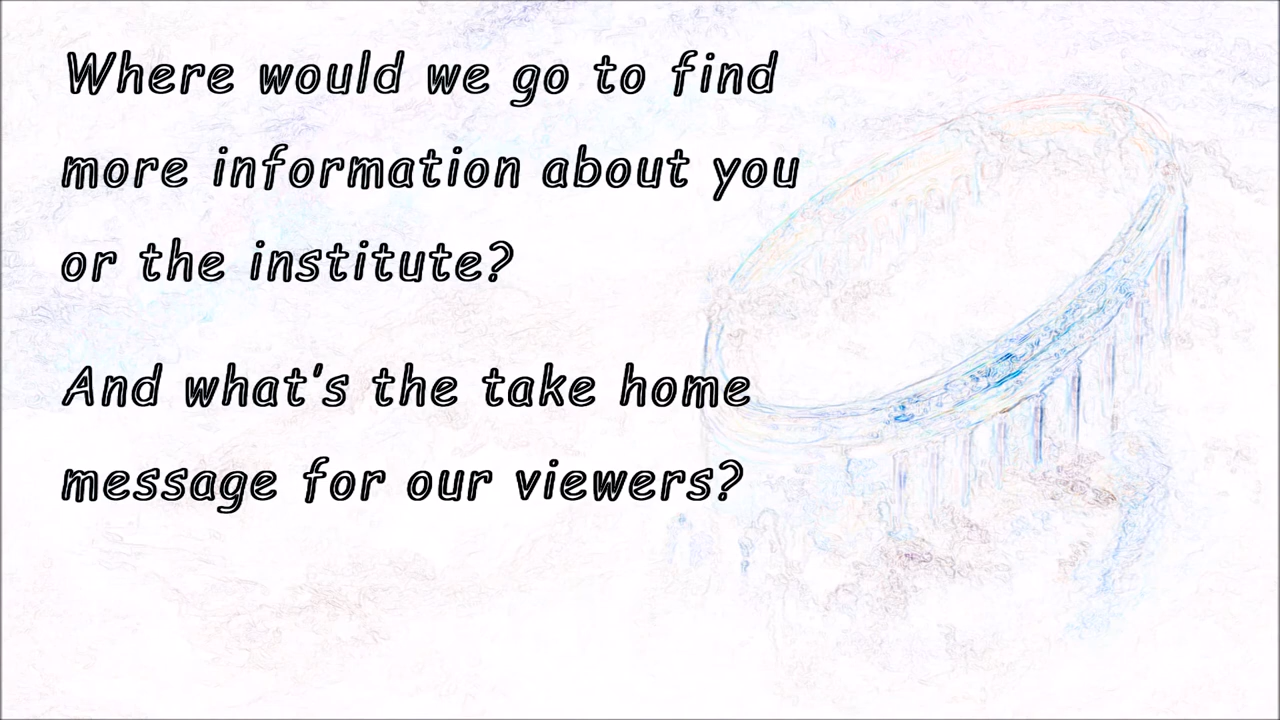 Where would we go to find
more information about you
or the institute?
And what's the take home
message for our viewers?